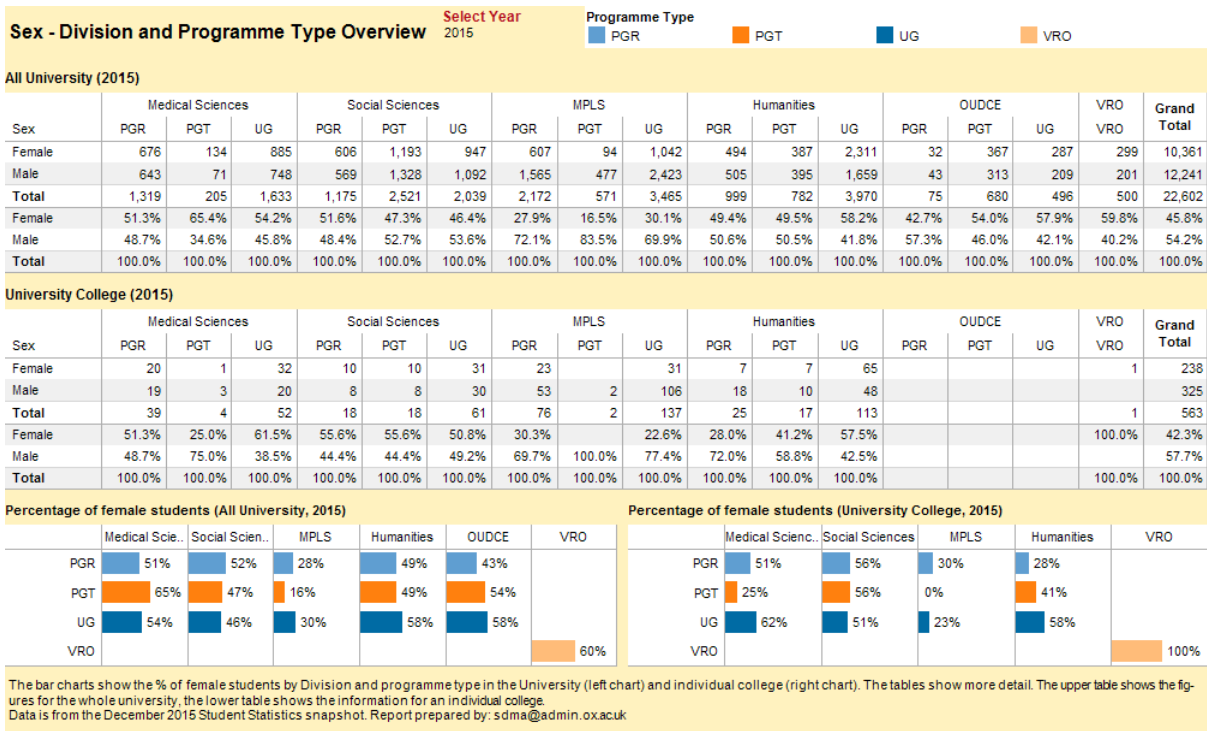 Sex - Division and Programme Type Overview
Select Year
2015
Programme Type
PGR PGT UG VRO
All University (2015)
Medical Sciences Social Sciences MPLS Humanities OUDCE VRO Grand Total
Sex PGR PGT UG PGR PGT UG PGR PGT UG PGR PGT UG PGR PGT UG VRO
Female 676 134 885 606 1,193 947 607 94 1,042 494 387 2,311 32 367 287 299 10,361
Male 643 71 748 569 1,328 1,092 1,565 477 2,423 505 395 1,659 43 313 209 201 12,241
Total 1,319 205 1,633 1,175 2,521 2,039 2,172 571 3,465 999 782 3,970 75 680 496 500 22,602
Female 51.3% 65.4% 54.2% 51.6% 47.3% 46.4% 27.9% 16.5% 30.1% 49.4% 49.5% 58.2% 42.7% 54.0% 57.9% 59.8% 45.8%
Male 48.7% 34.6% 45.8% 48.4% 52.7% 53.6% 72.1% 83.5% 69.9% 50.6% 50.5% 41.8% 57.3% 46.0% 42.1% 40.2% 54.2%
Total 100.0% 100.0% 100.0% 100.0% 100.0% 100.0% 100.0% 100.0% 100.0% 100.0% 100.0% 100.0% 100.0% 100.0% 100.0% 100.0% 100.0%
University College (2015)
Medical Sciences Social Sciences MPLS Humanities OUDCE VRO Grand Total
Sex PGR PGT UG PGR PGT UG PGR PGT UG PGR PGT UG PGR PGT UG VRO
Female 20 1 32 10 10 31 23 31 7 7 65 1 238
Male 19 3 20 8 8 30 53 2 106 18 10 48 325
Total 39 4 52 18 18 61 76 2 137 25 17 113 1 563
Female 51.3% 25.0% 61.5% 55.6% 55.6% 50.8% 30.3% 22.6% 28.0% 41.2% 57.5% 100.0% 42.3%
Male 48.7% 75.0% 38.5% 44.4% 44.4% 49.2% 69.7% 100.0% 77.4% 72.0% 58.8% 42.5% 57.7%
Total 100.0% 100.0% 100.0% 100.0% 100.0% 100.0% 100.0% 100.0% 100.0% 100.0% 100.0% 100.0% 100.0% 100.0%
Percentage of female students (All University, 2015)
Medical Scie.. Social Scien.. MPLS Humanities OUDCE VRO
PGR 51% 52% 28% 49% 43%
PGT 65% 47% 16% 49% 54%
UG 54% 46% 30% 58% 58%
VRO 60%
Percentage of female students (University College, 2015)
Medical Scienc.. Social Sciences MPLS Humanities VRO
PGR 51% 56% 30% 28%
PGT 25% 56% 0% 41%
UG 62% 51% 23% 58%
VRO 100%
The bar charts show the % of female students by Division and programme type in the University (left chart) and individual college (right chart). The tables show more detail. The upper table shows the fig-
ures for the whole university, the lower table shows the information for an individual college.
Data is from the December 2015 Student Statistics snapshot. Report prepared by: sdma@admin.ox.ac.uk